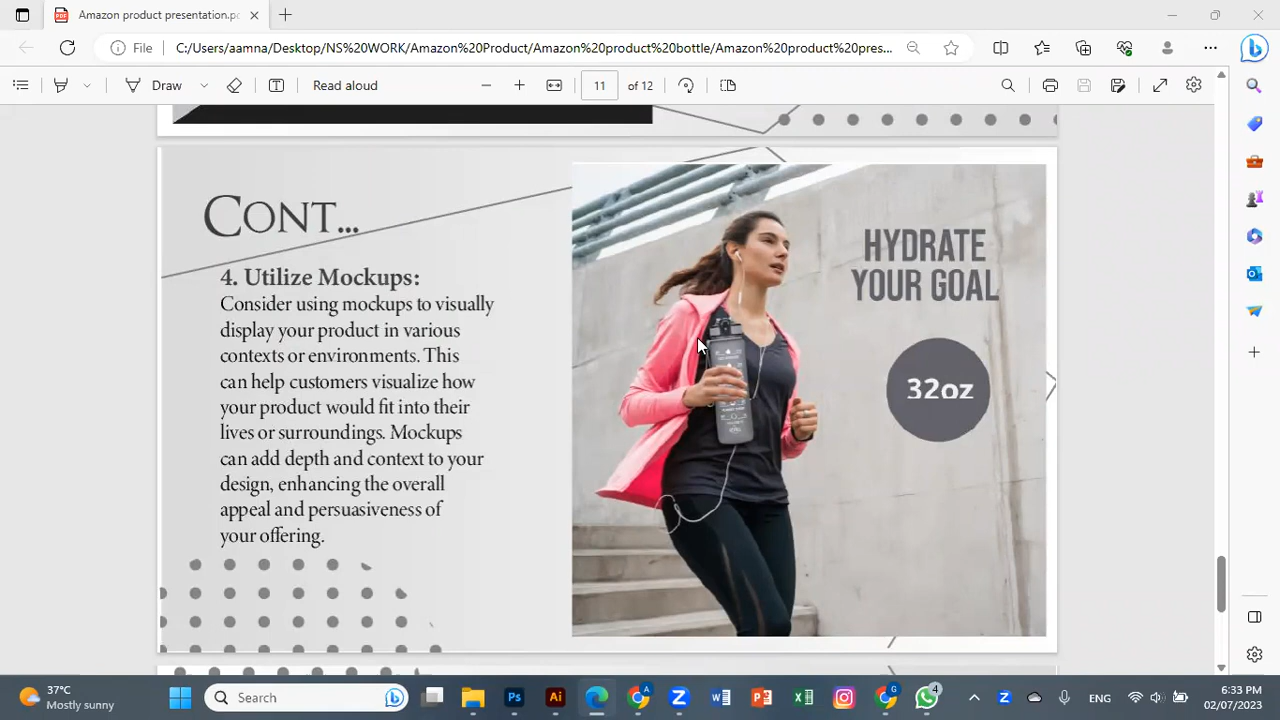 Amazon product presentation.pc
File
C:/Users/aamna/Desktop/NS%20WORK/Amazon%20Product/Amazon%20product%20bottle/Amazon%20product%20pres...
Draw
Read aloud
11
of 12
CONT...
4. Utilize Mockups:
Consider using mockups to visually
display your product in various
contexts or environments. This
can help customers visualize how
your product would fit into their
lives or surroundings. Mockups
can add depth and context to your
design, enhancing the overall
appeal and persuasiveness of
your offering.
HYDRATE
YOUR GOAL
32oz
37°C
Mostly sunny
Search
Ps
Ai
A
G
4
ENG
6:33 PM
02/07/2023